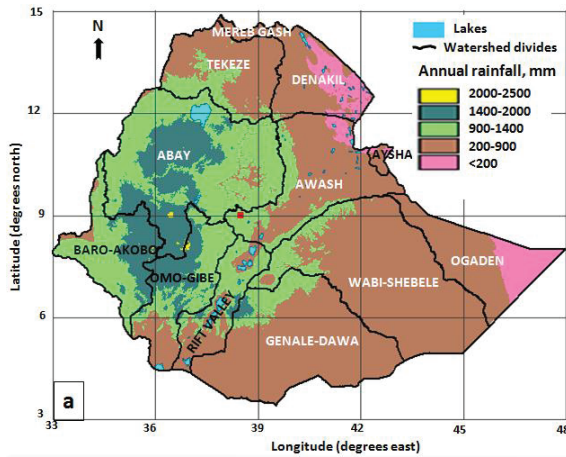 N
Lakes
Watershed divides
Annual rainfall, mm
2000-2500
1400-2000
900-1400
200-900
<200
MEREB GASH
TEKEZE
DENAKIL
ABAY
AYSHA
AWASH
BARO-AKOBO
OMO-GIBE
OGADEN
WABI-SHEBELE
RIFT VALLEY
GENALE-DAWA
a
15
12
9
6
3
33
36
39
42
45
48
Latitude (degrees north)
Longitude (degrees east)